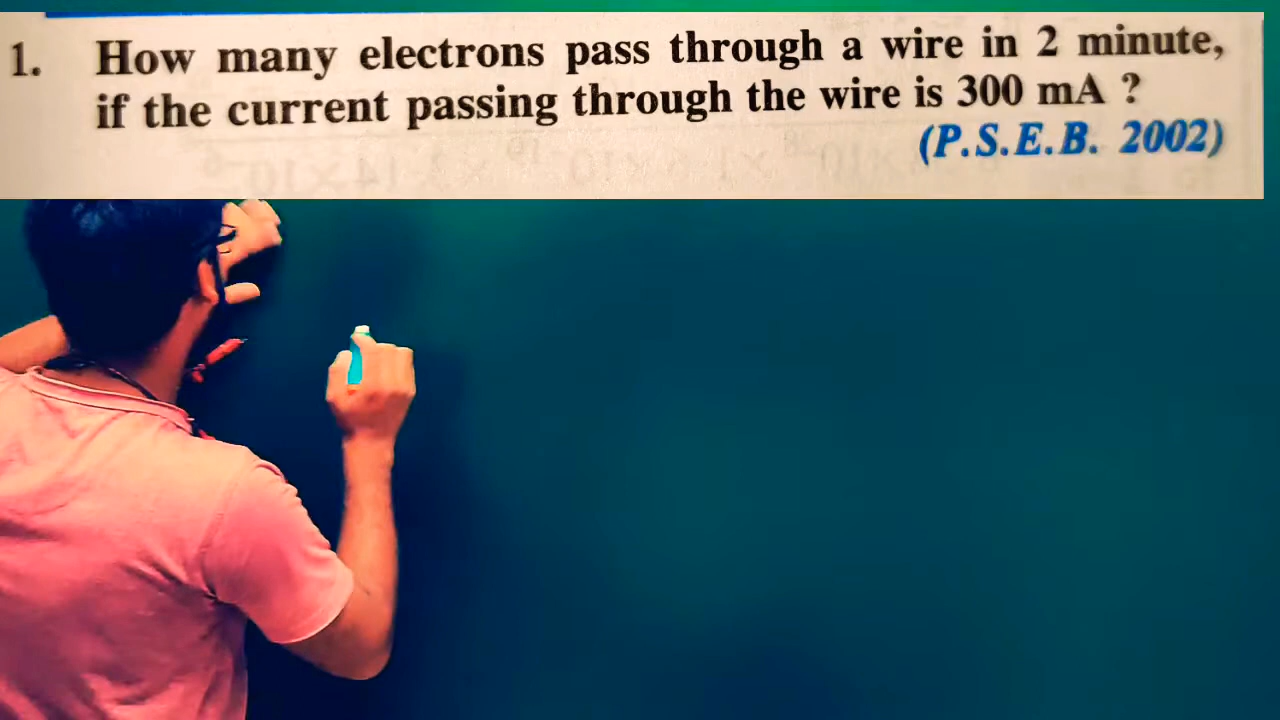 1. How many electrons pass through a wire in 2 minute,
if the current passing through the wire is 300 mA ?
(P.S.E.B. 2002)